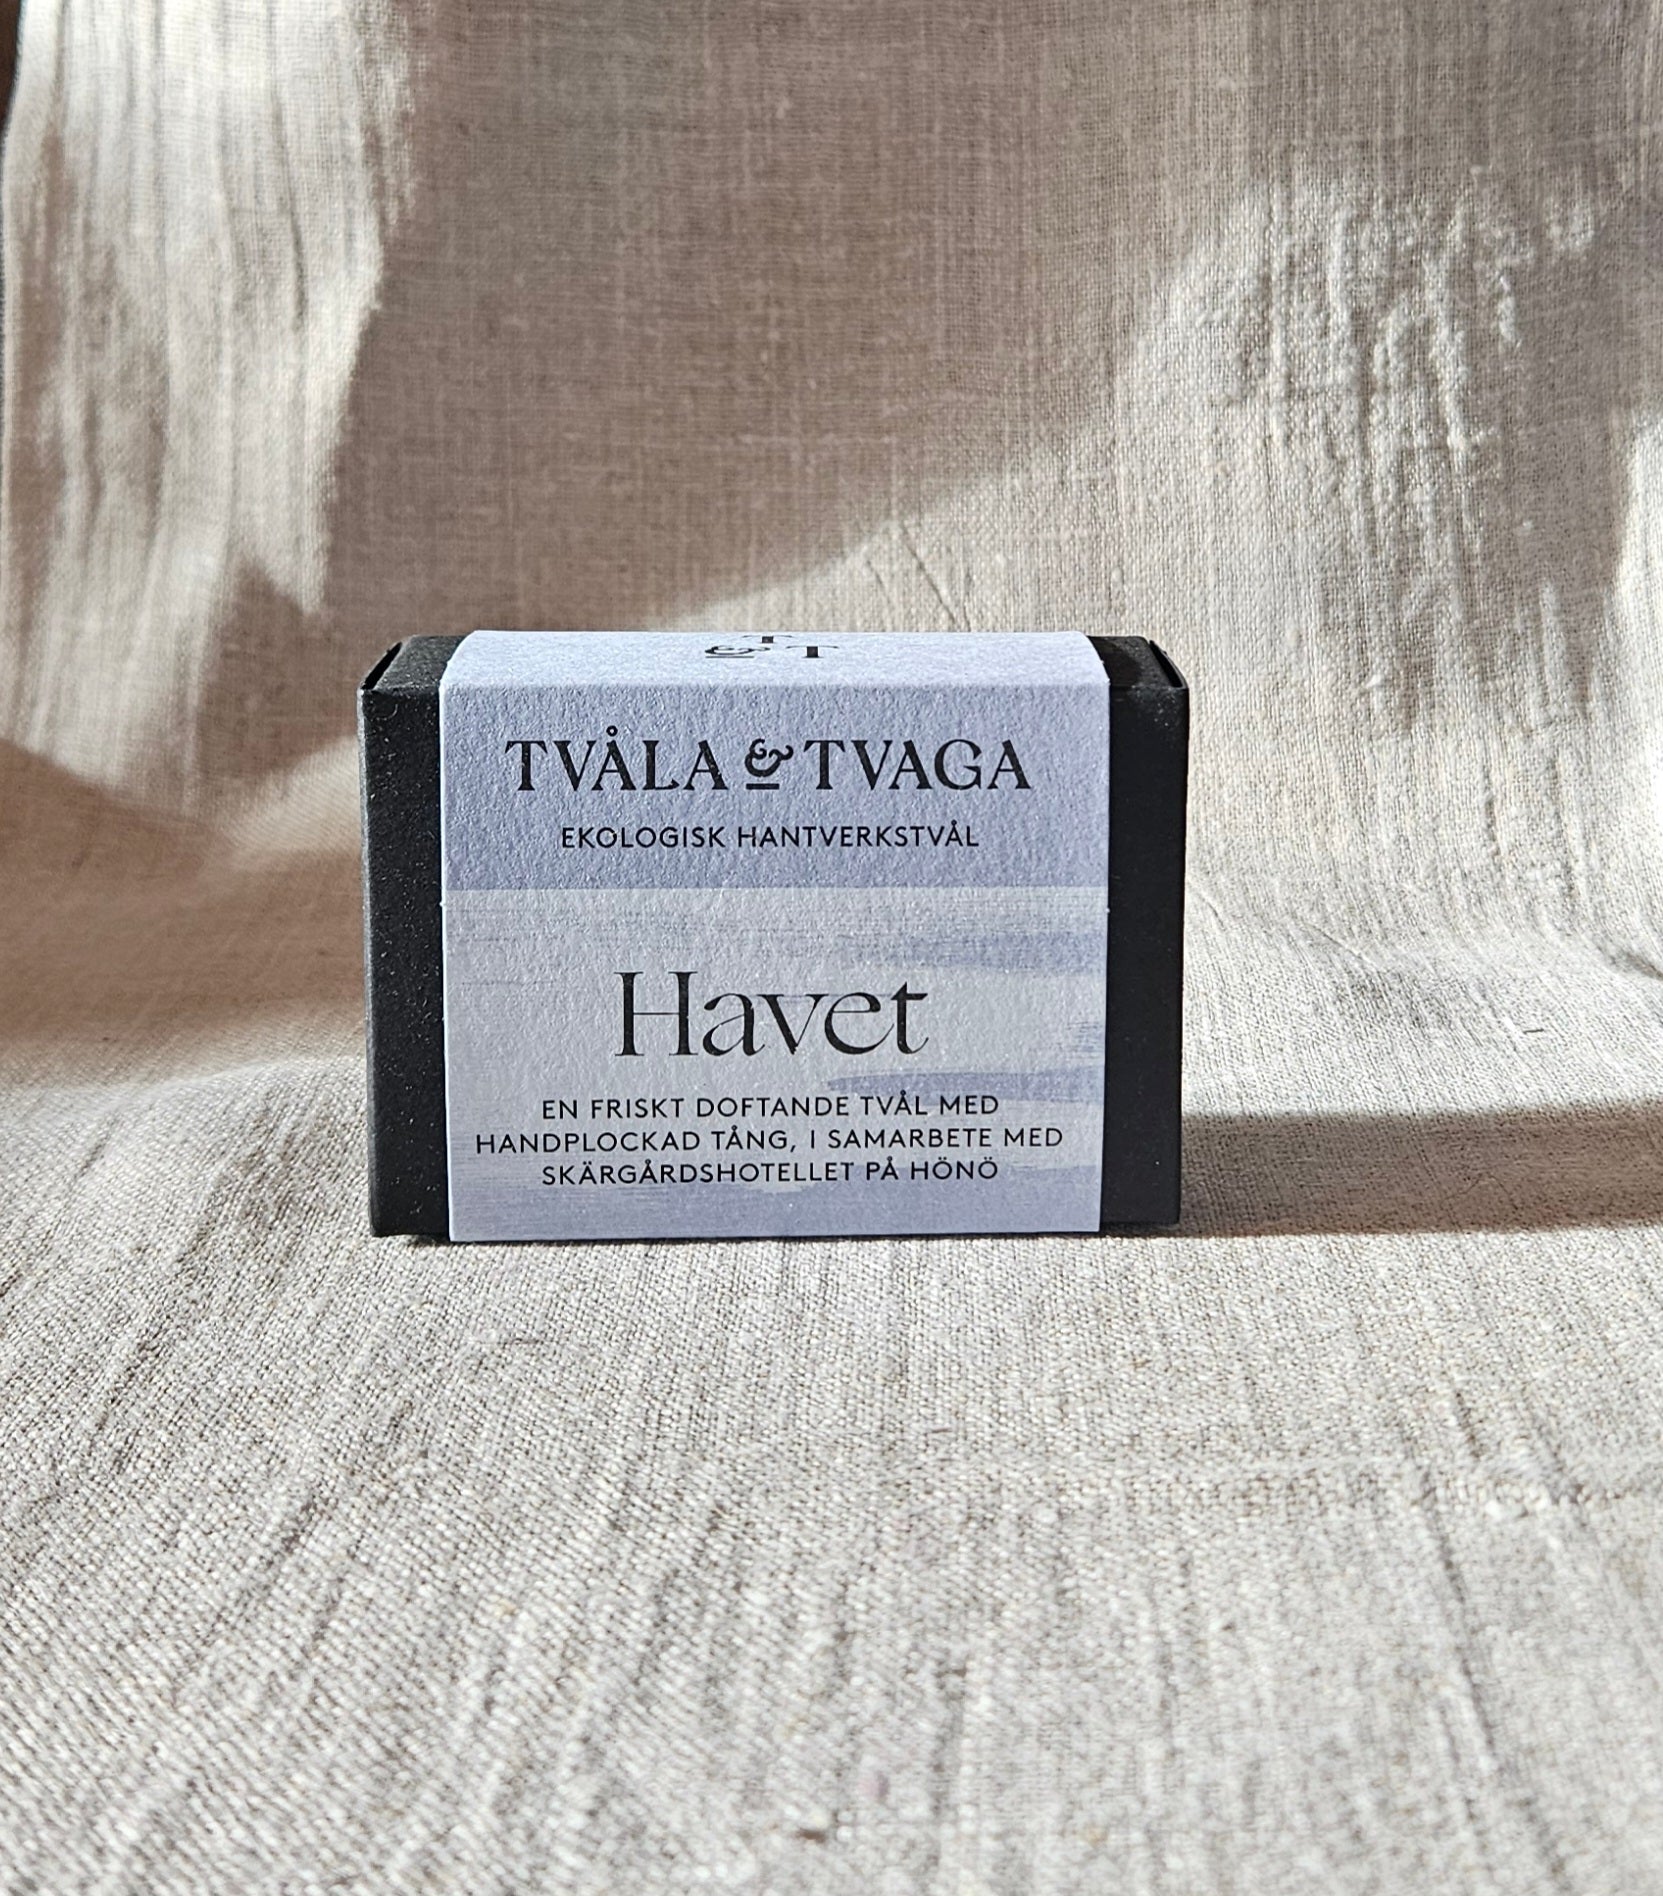 T
& T
TVÅLA & TVAGA
EKOLOGISK HANTVERKSTVÅL
Havet
EN FRISKT DOFTANDE TVÅL MED
HANDPLOCKAD TÅNG, I SAMARBETE MED
SKÄRGÅRDSHOTELLET PÅ HÖNÖ